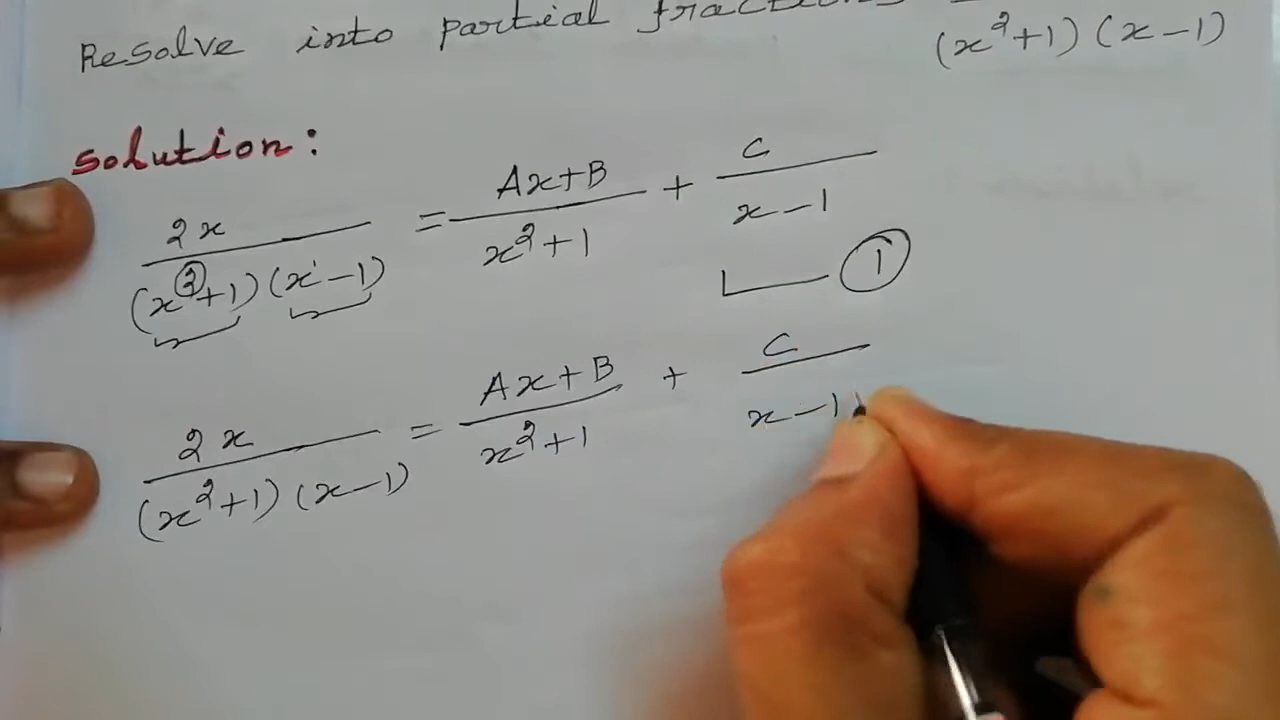 Resolve into partial fractions
(x²+1)(x-1)
solution:
2x/((x²+1)(x-1)) = (Ax+B)/(x²+1) + C/(x-1)
①
2x/((x²+1)(x-1)) = (Ax+B)/(x²+1) + C/(x-1)